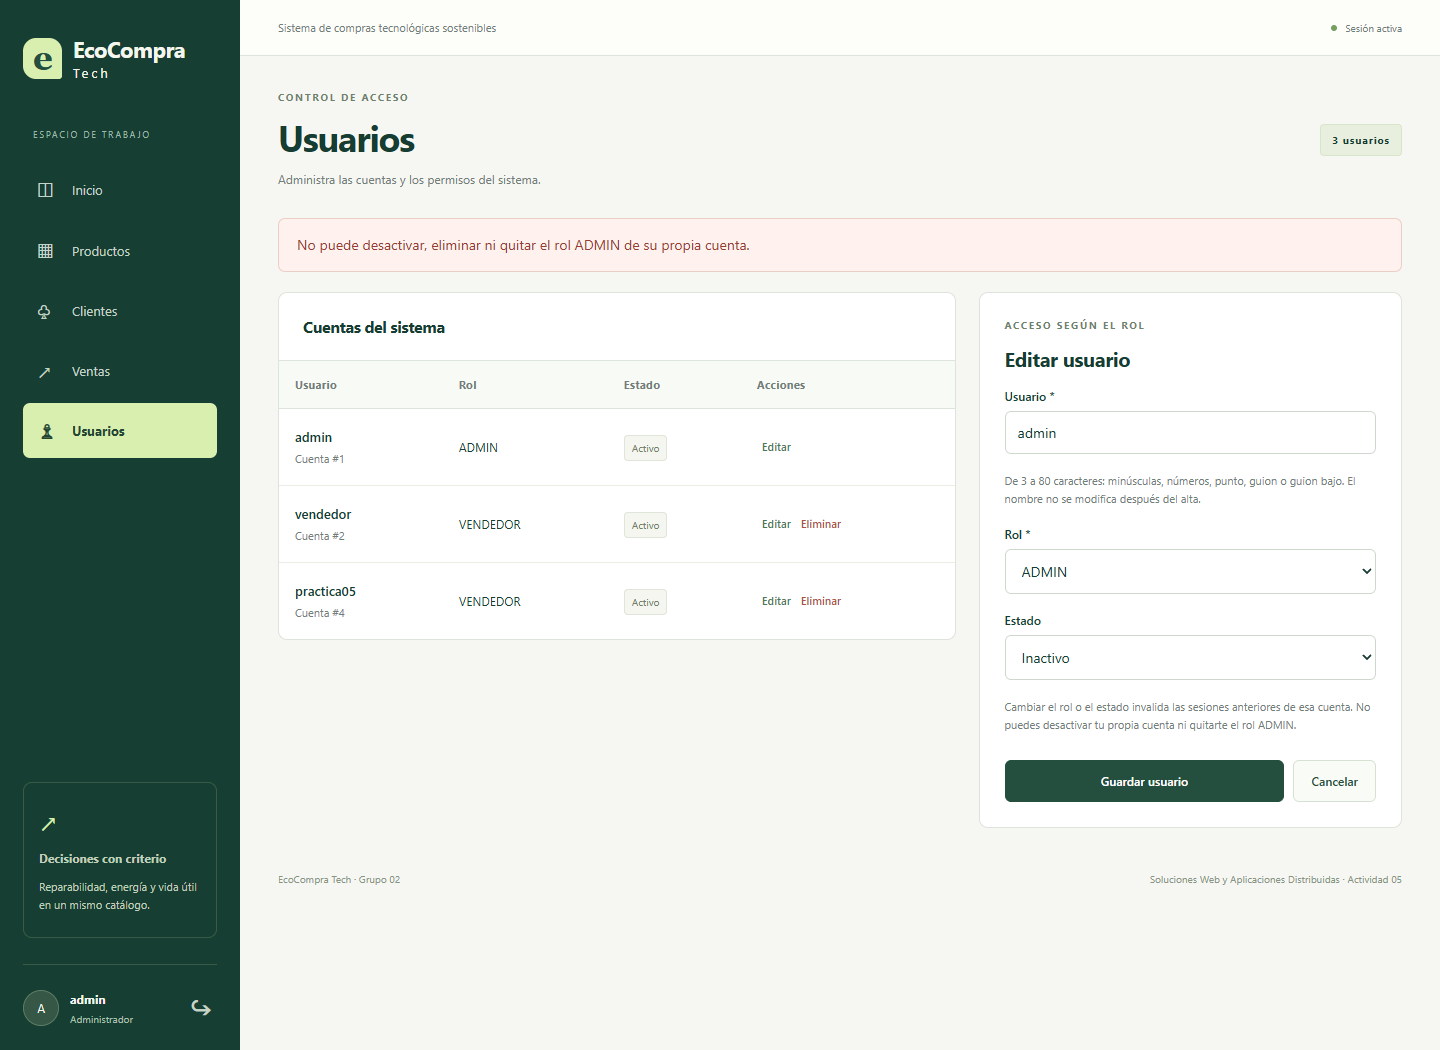 e
EcoCompra
Tech
ESPACIO DE TRABAJO
Inicio
Productos
Clientes
Ventas
Usuarios
Decisiones con criterio
Reparabilidad, energía y vida útil
en un mismo catálogo.
A
admin
Administrador
Sistema de compras tecnológicas sostenibles
Sesión activa
CONTROL DE ACCESO
Usuarios
3 usuarios
Administra las cuentas y los permisos del sistema.
No puede desactivar, eliminar ni quitar el rol ADMIN de su propia cuenta.
Cuentas del sistema
Usuario Rol Estado Acciones
admin
Cuenta #1
ADMIN Activo Editar
vendedor
Cuenta #2
VENDEDOR Activo Editar Eliminar
practica05
Cuenta #4
VENDEDOR Activo Editar Eliminar
ACCESO SEGÚN EL ROL
Editar usuario
Usuario *
admin
De 3 a 80 caracteres: minúsculas, números, punto, guion o guion bajo. El
nombre no se modifica después del alta.
Rol *
ADMIN
Estado
Inactivo
Cambiar el rol o el estado invalida las sesiones anteriores de esa cuenta. No
puedes desactivar tu propia cuenta ni quitarte el rol ADMIN.
Guardar usuario Cancelar
EcoCompra Tech · Grupo 02
Soluciones Web y Aplicaciones Distribuidas · Actividad 05